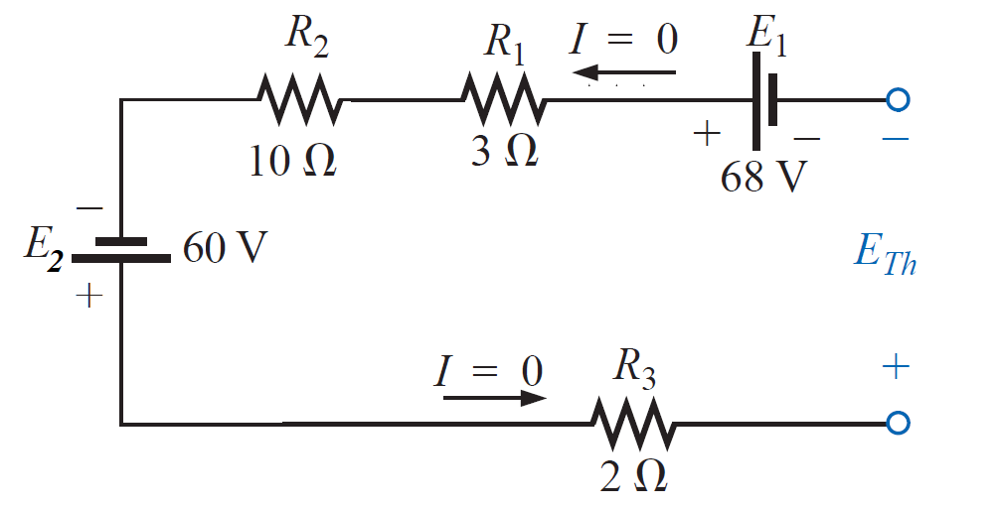 R2 R1 I = 0 E1
10 Ω 3 Ω + − −
68 V
−
E2 60 V ETh
+
I = 0 R3 +
2 Ω